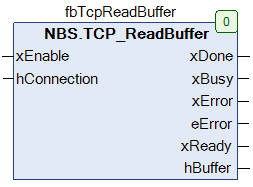 fbTcpReadBuffer
0
NBS.TCP_ReadBuffer
xEnable xDone
hConnection xBusy
xError
eError
xReady
hBuffer